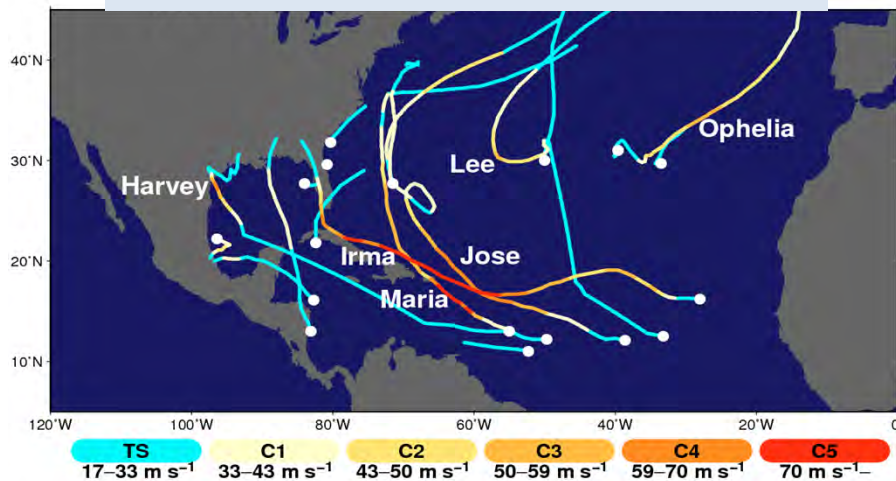 40°N
30°N
20°N
10°N
Ophelia
Lee
Harvey
Irma
Jose
Maria
120°W 100°W 80°W 60°W 40°W 20°W 0
TS C1 C2 C3 C4 C5
17–33 m s⁻¹ 33–43 m s⁻¹ 43–50 m s⁻¹ 50–59 m s⁻¹ 59–70 m s⁻¹ 70 m s⁻¹–